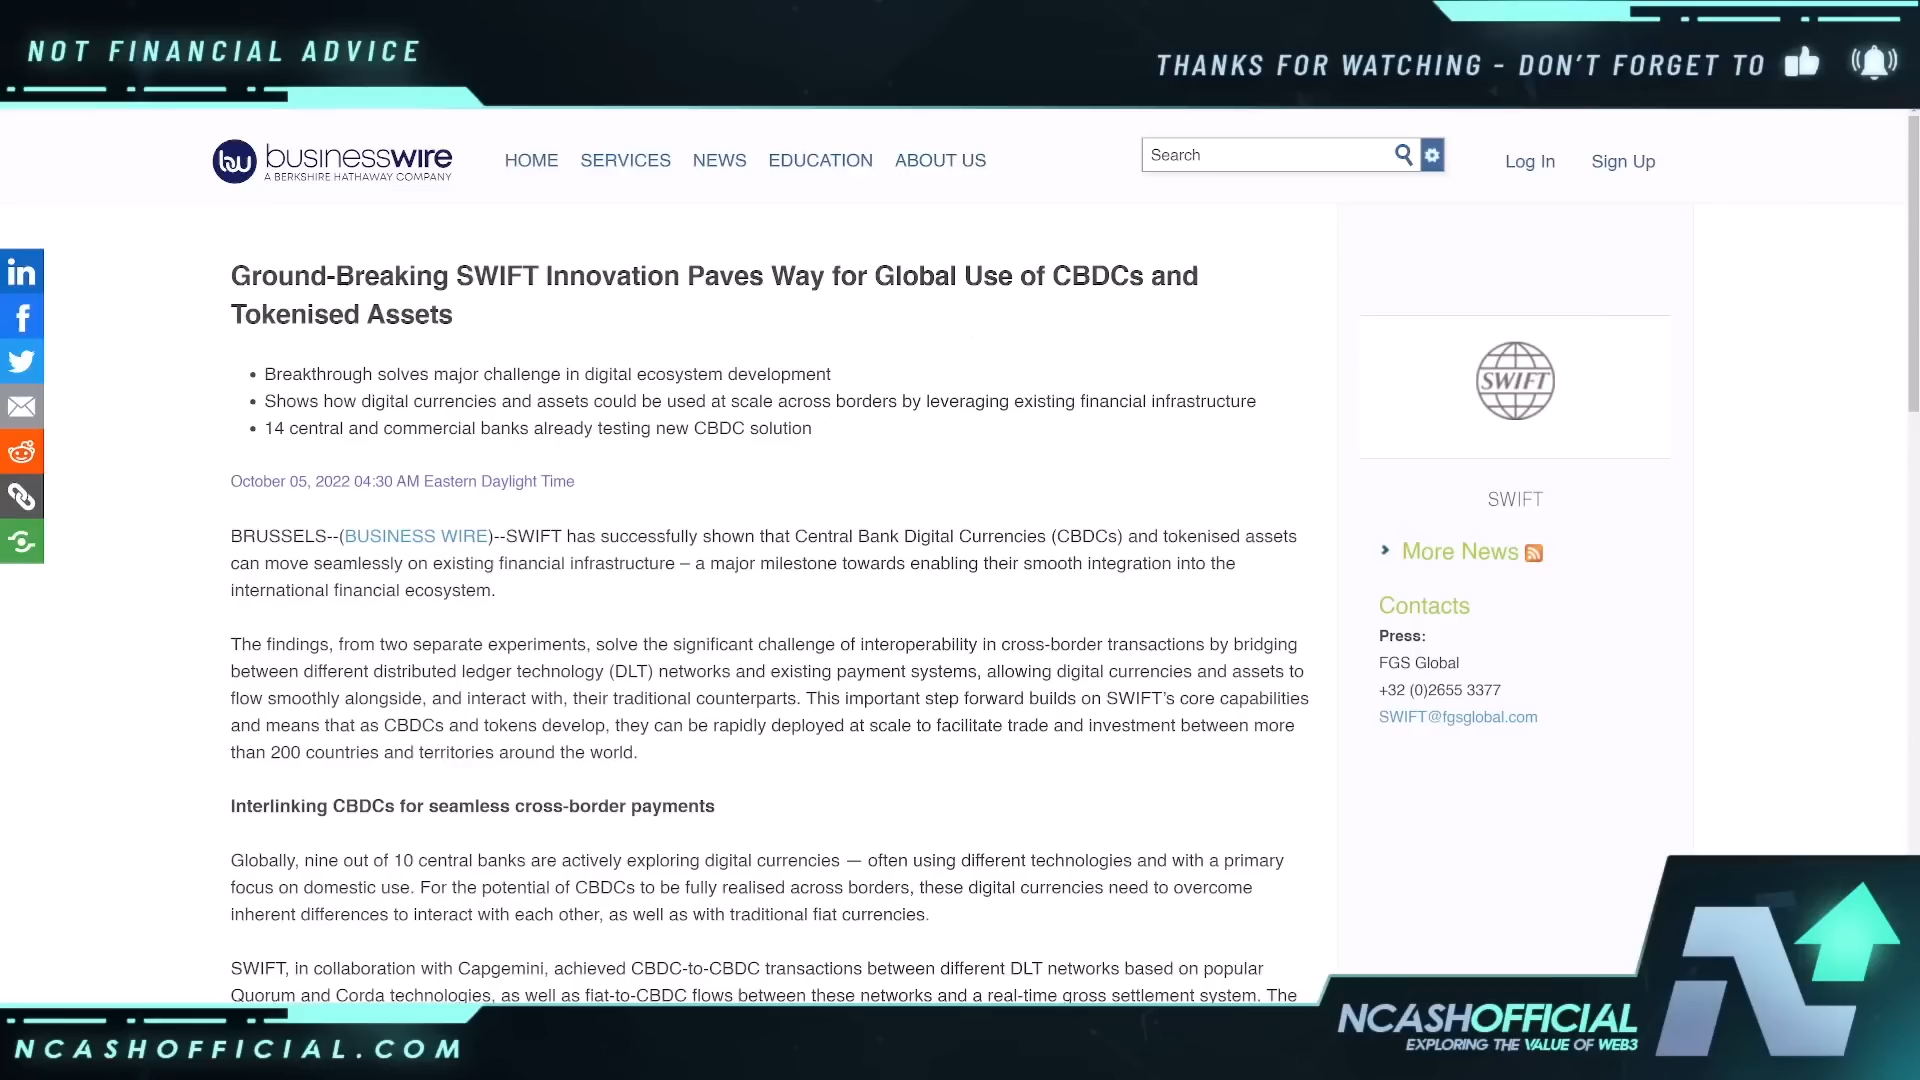 NOT FINANCIAL ADVICE
THANKS FOR WATCHING - DON'T FORGET TO
bw businesswire
A BERKSHIRE HATHAWAY COMPANY
HOME SERVICES NEWS EDUCATION ABOUT US
Search
Log In Sign Up
Ground-Breaking SWIFT Innovation Paves Way for Global Use of CBDCs and
Tokenised Assets
• Breakthrough solves major challenge in digital ecosystem development
• Shows how digital currencies and assets could be used at scale across borders by leveraging existing financial infrastructure
• 14 central and commercial banks already testing new CBDC solution
October 05, 2022 04:30 AM Eastern Daylight Time
BRUSSELS--(BUSINESS WIRE)--SWIFT has successfully shown that Central Bank Digital Currencies (CBDCs) and tokenised assets
can move seamlessly on existing financial infrastructure – a major milestone towards enabling their smooth integration into the
international financial ecosystem.
The findings, from two separate experiments, solve the significant challenge of interoperability in cross-border transactions by bridging
between different distributed ledger technology (DLT) networks and existing payment systems, allowing digital currencies and assets to
flow smoothly alongside, and interact with, their traditional counterparts. This important step forward builds on SWIFT's core capabilities
and means that as CBDCs and tokens develop, they can be rapidly deployed at scale to facilitate trade and investment between more
than 200 countries and territories around the world.
Interlinking CBDCs for seamless cross-border payments
Globally, nine out of 10 central banks are actively exploring digital currencies — often using different technologies and with a primary
focus on domestic use. For the potential of CBDCs to be fully realised across borders, these digital currencies need to overcome
inherent differences to interact with each other, as well as with traditional fiat currencies.
SWIFT, in collaboration with Capgemini, achieved CBDC-to-CBDC transactions between different DLT networks based on popular
Quorum and Corda technologies, as well as fiat-to-CBDC flows between these networks and a real-time gross settlement system. The
SWIFT
SWIFT
More News
Contacts
Press:
FGS Global
+32 (0)2655 3377
SWIFT@fgsglobal.com
in
f
NCASHOFFICIAL.COM
NCASHOFFICIAL
EXPLORING THE VALUE OF WEB3